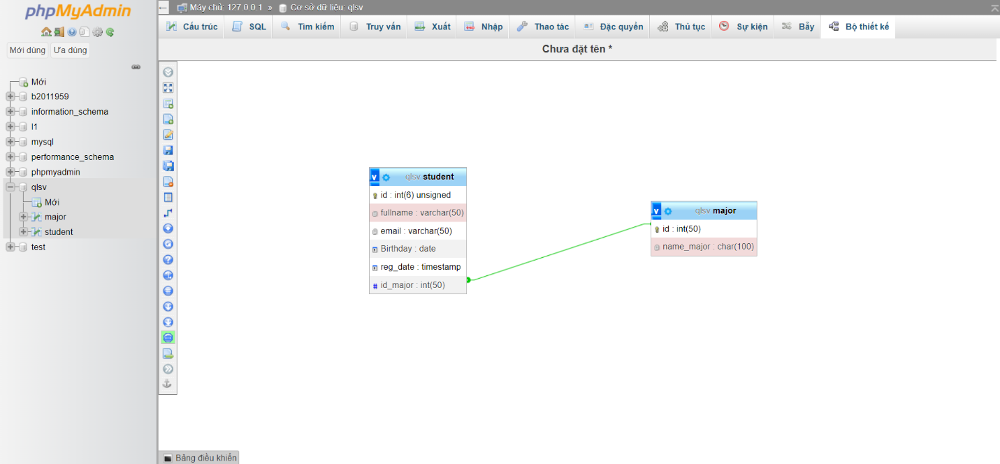 phpMyAdmin
Mới dùng Ưa dùng
Mới
b2011959
information_schema
l1
mysql
performance_schema
phpmyadmin
qlsv
Mới
major
student
test
← Máy chủ: 127.0.0.1 » Cơ sở dữ liệu: qlsv
Cấu trúc SQL Tìm kiếm Truy vấn Xuất Nhập Thao tác Đặc quyền Thủ tục Sự kiện Bẫy Bộ thiết kế
Chưa đặt tên *
v qlsv student
id : int(6) unsigned
fullname : varchar(50)
email : varchar(50)
Birthday : date
reg_date : timestamp
# id_major : int(50)
v qlsv major
id : int(50)
name_major : char(100)
Bảng điều khiển